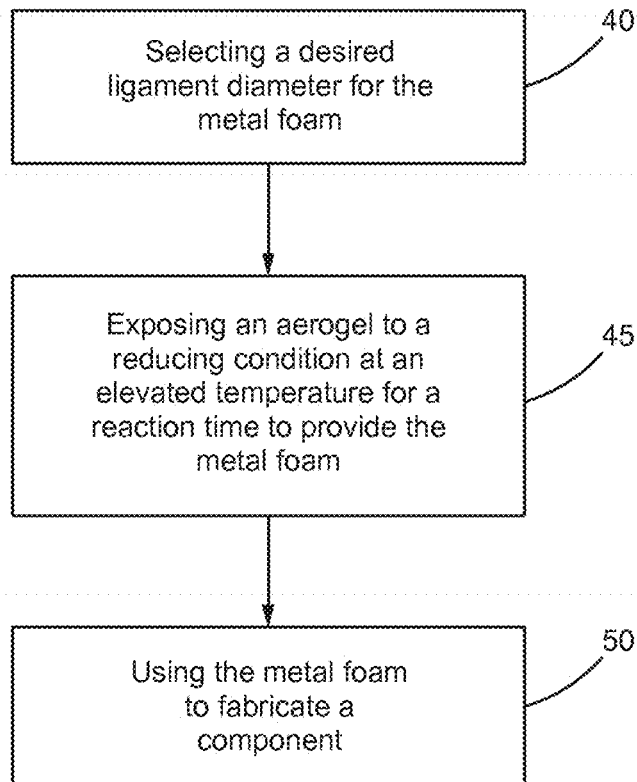 Selecting a desired
ligament diameter for the
metal foam
40
Exposing an aerogel to a
reducing condition at an
elevated temperature for a
reaction time to provide the
metal foam
45
Using the metal foam
to fabricate a
component
50